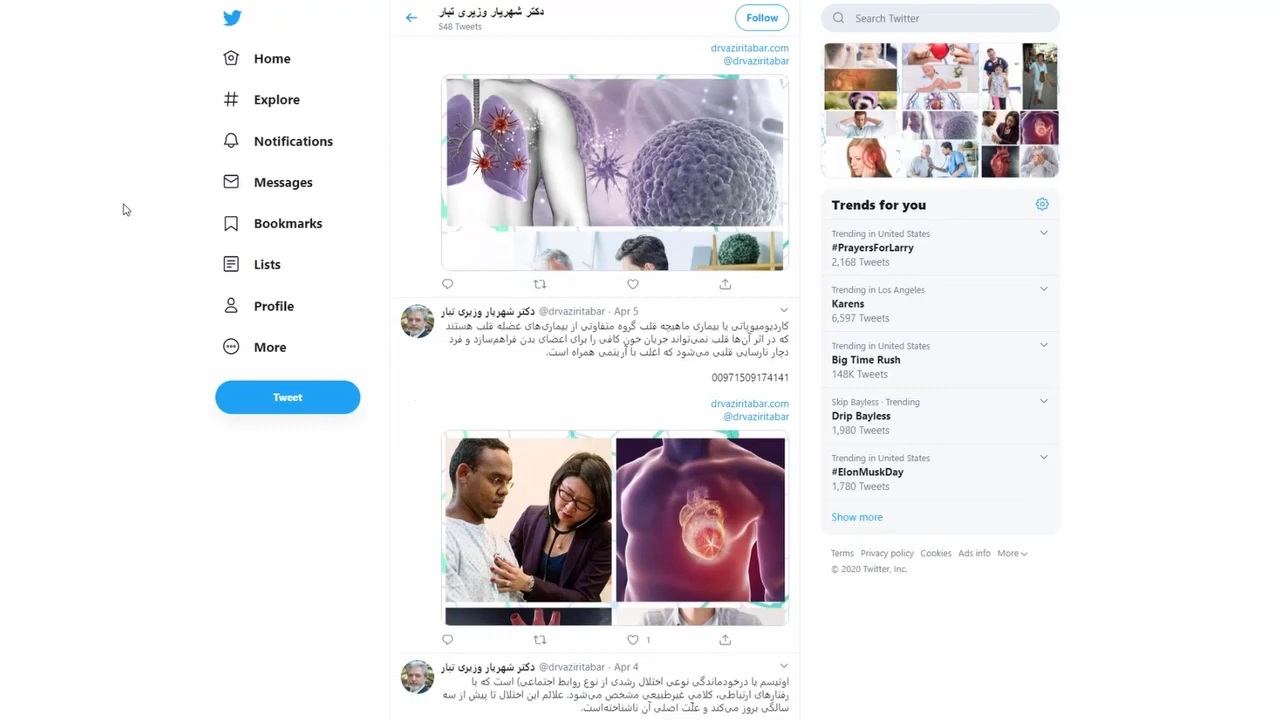 Home
Explore
Notifications
Messages
Bookmarks
Lists
Profile
More
Tweet
دکتر شهریار وزیری تبار
548 Tweets
Follow
drvaziritabar.com
@drvaziritabar
دکتر شهریار وزیری تبار @drvaziritabar · Apr 5
کاردیومیوپاتی یا بیماری ماهیچه قلب گروه متفاوتی از بیماری‌های عضله قلب هستند
که در اثر آن‌ها قلب نمی‌تواند جریان خون کافی را برای اعضای بدن فراهم‌سازد و فرد
دچار نارسایی قلبی می‌شود که اغلب با آریتمی همراه است.
00971509174141
drvaziritabar.com
@drvaziritabar
1
دکتر شهریار وزیری تبار @drvaziritabar · Apr 4
اوتیسم یا درخودماندگی نوعی اختلال رشدی از نوع روابط اجتماعی) است که با
رفتارهای ارتباطی، کلامی غیرطبیعی مشخص می‌شود. علائم این اختلال تا پیش از سه
سالگی بروز می‌کند و علّت اصلی آن ناشناخته‌است.
Search Twitter
Trends for you
Trending in United States
#PrayersForLarry
2,168 Tweets
Trending in Los Angeles
Karens
6,597 Tweets
Trending in United States
Big Time Rush
148K Tweets
Skip Bayless · Trending
Drip Bayless
1,980 Tweets
Trending in United States
#ElonMuskDay
1,780 Tweets
Show more
Terms Privacy policy Cookies Ads info More
© 2020 Twitter, Inc.